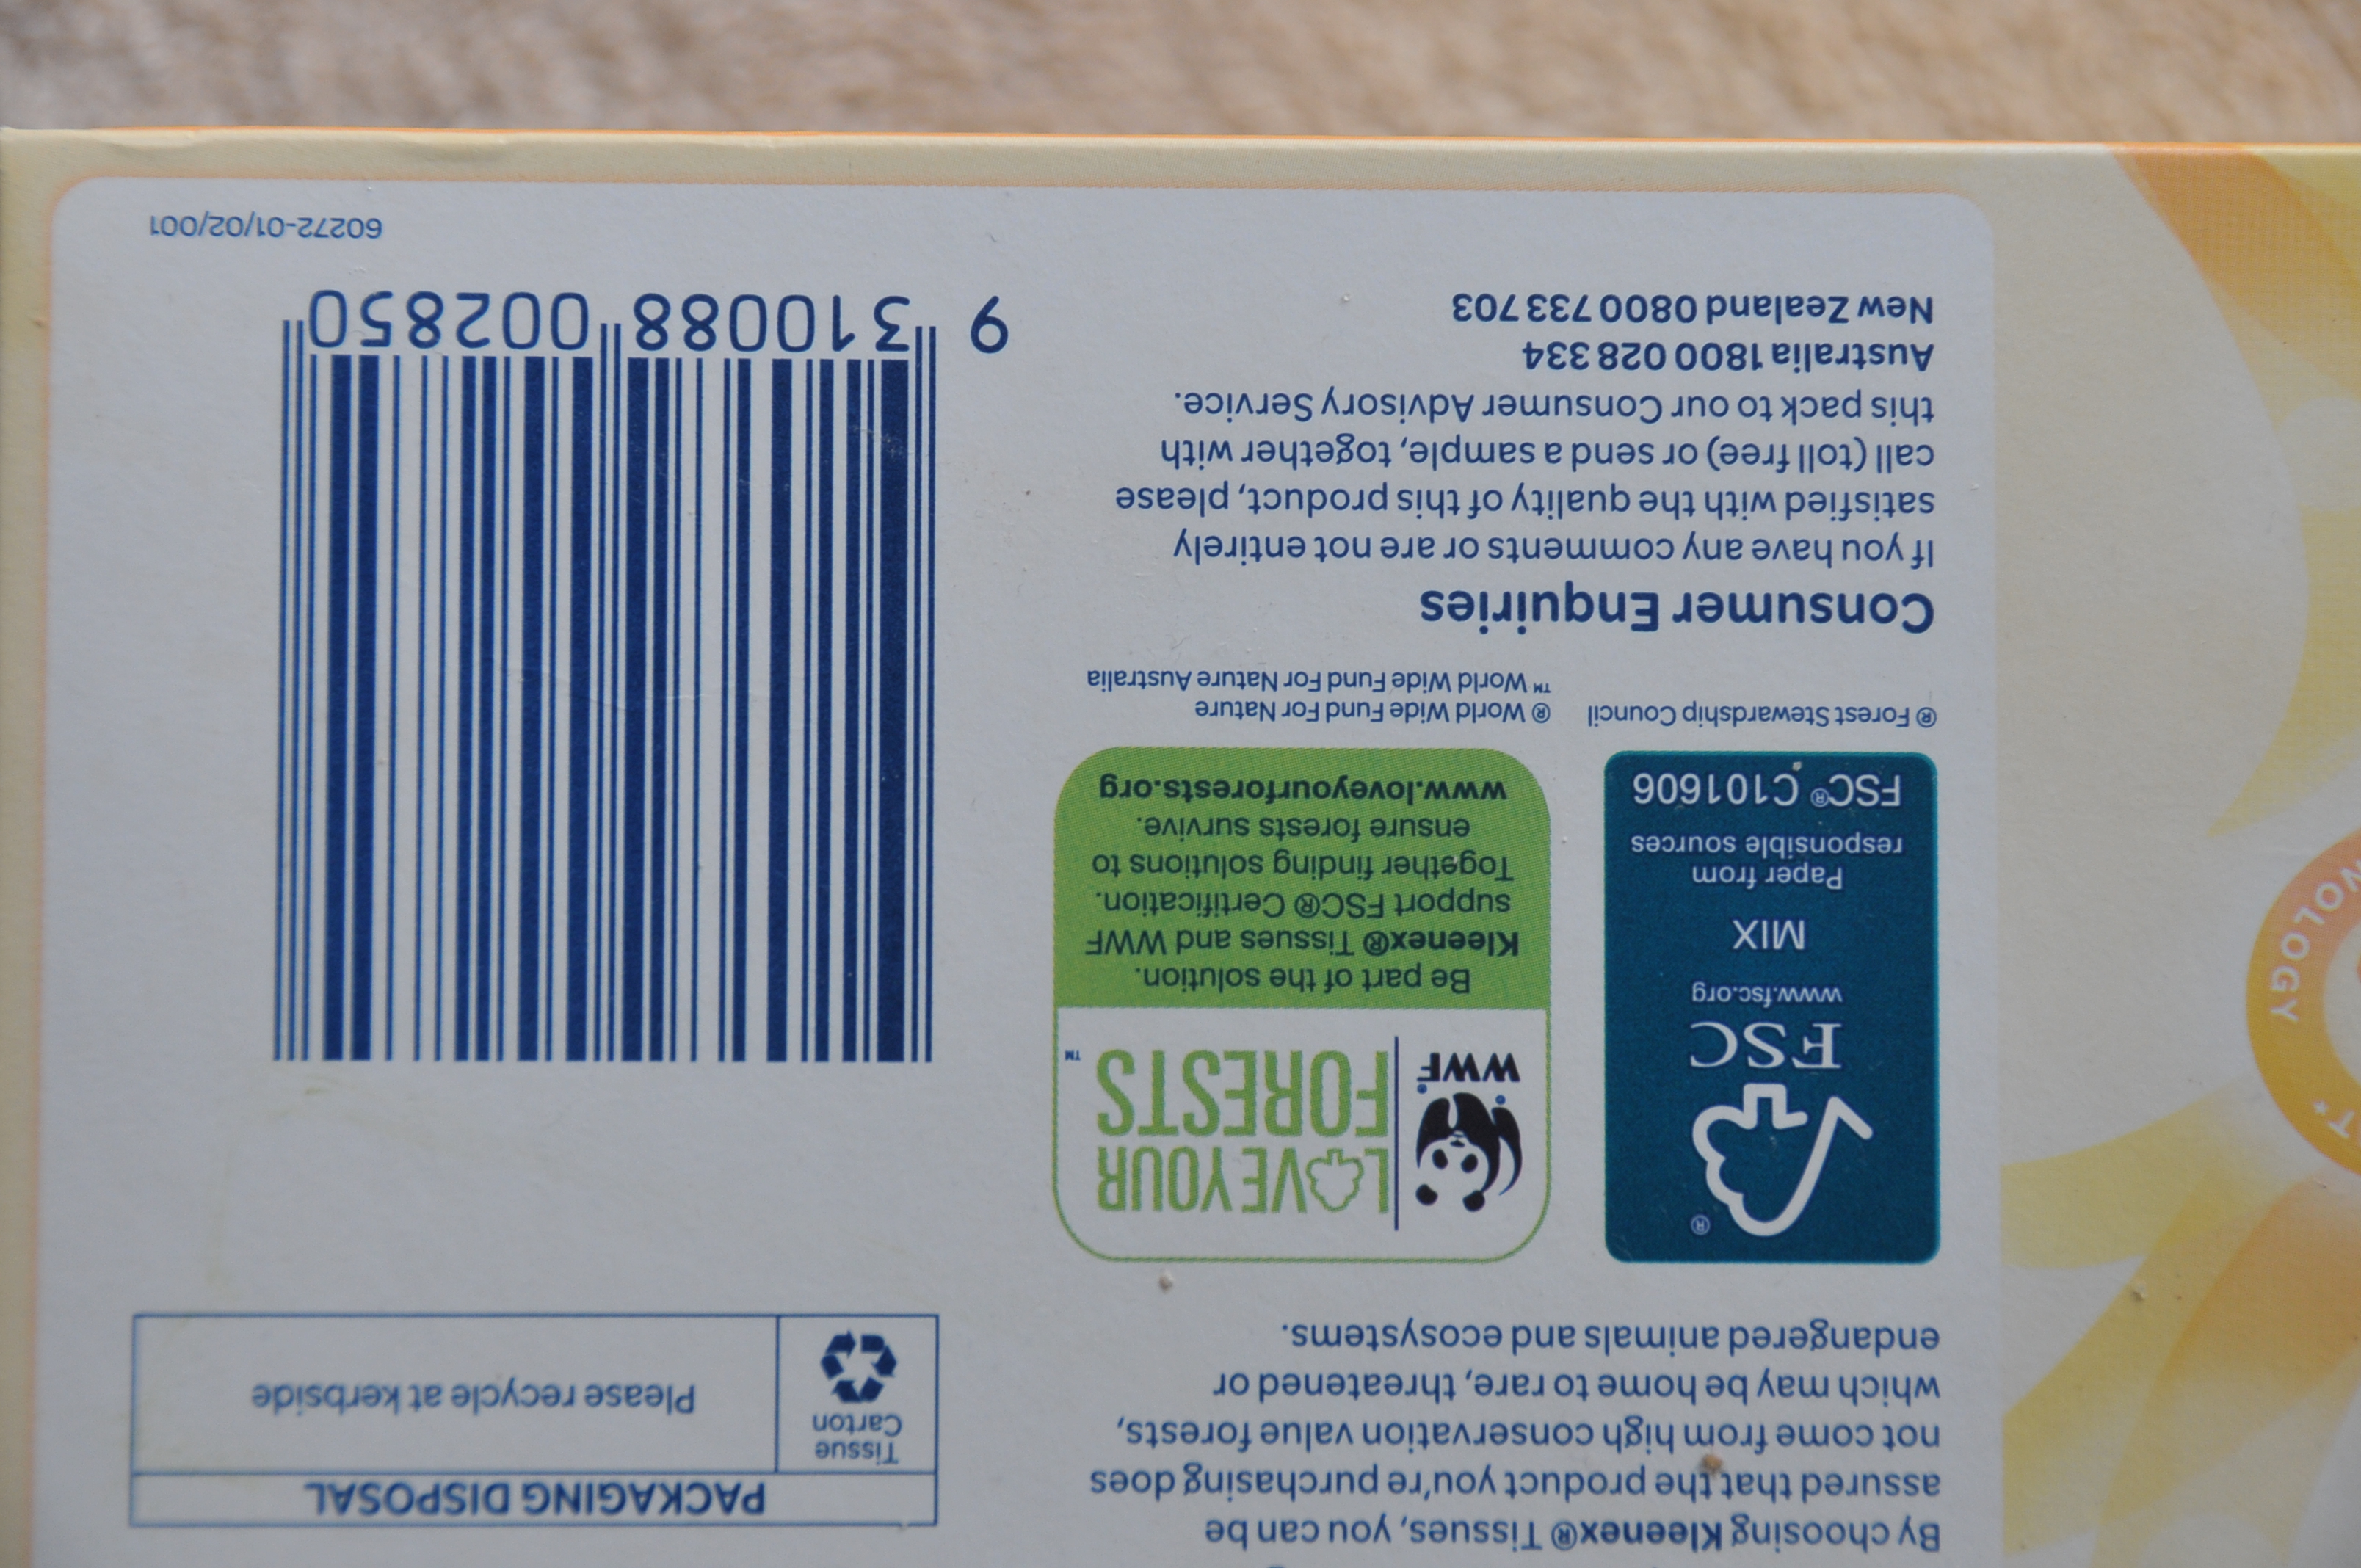 By choosing Kleenex® Tissues, you can be
assured that the product you're purchasing does
not come from high conservation value forests,
which may be home to rare, threatened or
endangered animals and ecosystems.
PACKAGING DISPOSAL
Tissue
Carton
Please recycle at kerbside
®
FSC
www.fsc.org
MIX
Paper from
responsible sources
FSC® C101606
® Forest Stewardship Council
WWF
LOVE YOUR
FORESTS™
Be part of the solution.
Kleenex® Tissues and WWF
support FSC® Certification.
Together finding solutions to
ensure forests survive.
www.loveyourforests.org
® World Wide Fund For Nature
™ World Wide Fund For Nature Australia
Consumer Enquiries
If you have any comments or are not entirely
satisfied with the quality of this product, please
call (toll free) or send a sample, together with
this pack to our Consumer Advisory Service.
Australia 1800 028 334
New Zealand 0800 733 703
9 310088 002850
60272-01/02/001